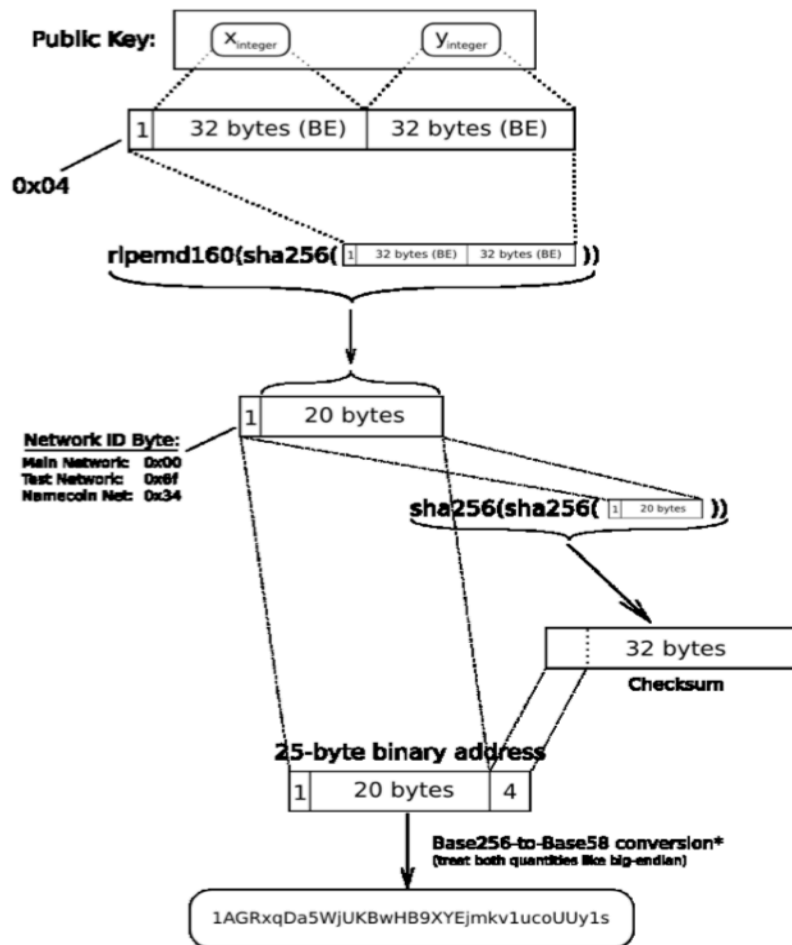 Public Key:
x integer
y integer
1 32 bytes (BE) 32 bytes (BE)
0x04
ripemd160(sha256( 1 32 bytes (BE) 32 bytes (BE) ))
1 20 bytes
Network ID Byte:
Main Network: 0x00
Test Network: 0x6f
Namecoin Net: 0x34
sha256(sha256( 1 20 bytes ))
32 bytes
Checksum
25-byte binary address
1 20 bytes 4
Base256-to-Base58 conversion*
(treat both quantities like big-endian)
1AGRxqDa5WjUKBwHB9XYEjmkv1ucoUUy1s